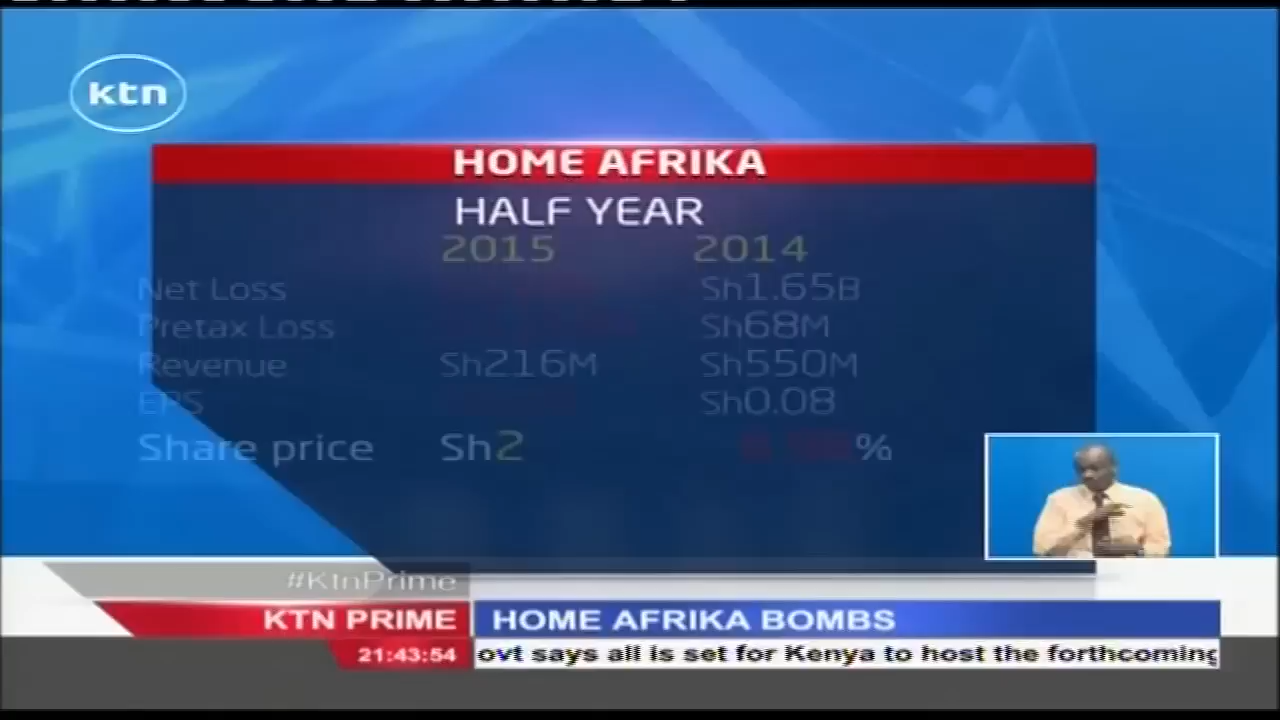 ktn
HOME AFRIKA
HALF YEAR
2015 2014
Net Loss Sh1.65B
Pretax Loss Sh68M
Revenue Sh216M Sh550M
EPS Sh0.08
Share price Sh2 %
#KtnPrime
KTN PRIME HOME AFRIKA BOMBS
21:43:54 ovt says all is set for Kenya to host the forthcoming